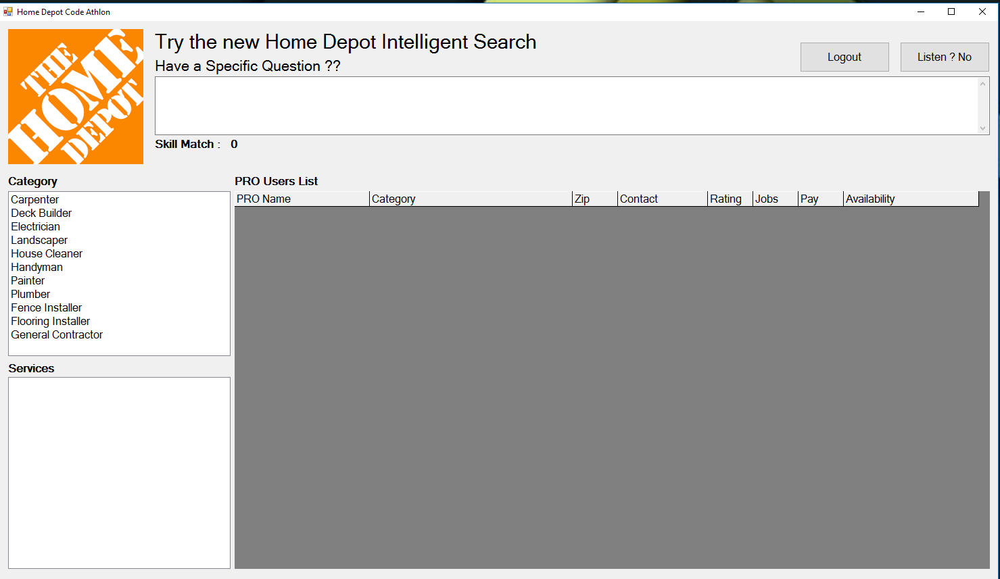 Home Depot Code Athlon
THE
HOME
DEPOT
Try the new Home Depot Intelligent Search
Have a Specific Question ??
Logout
Listen ? No
Skill Match : 0
Category
Carpenter
Deck Builder
Electrician
Landscaper
House Cleaner
Handyman
Painter
Plumber
Fence Installer
Flooring Installer
General Contractor
Services
PRO Users List
PRO Name Category Zip Contact Rating Jobs Pay Availability